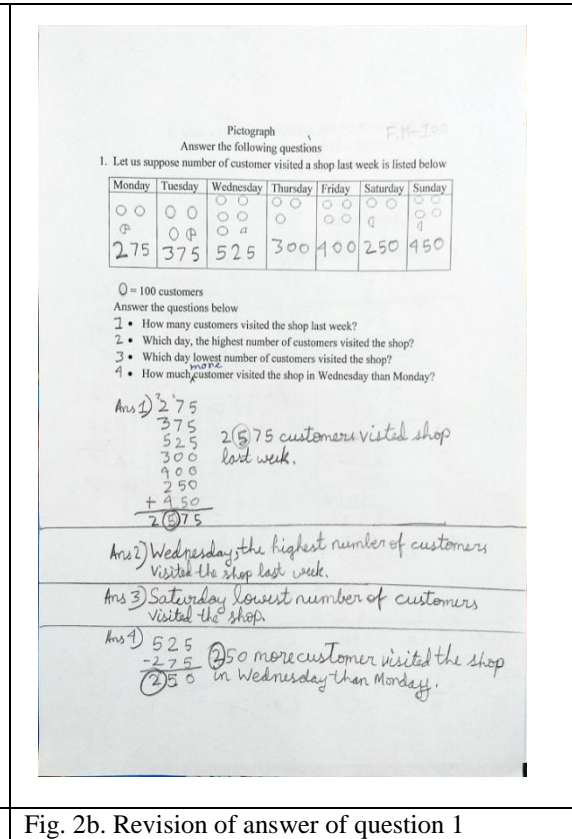 Pictograph
F.M-100
Answer the following questions
1. Let us suppose number of customer visited a shop last week is listed below
Monday Tuesday Wednesday Thursday Friday Saturday Sunday
275 375 525 300 400 250 450
O = 100 customers
Answer the questions below
1 • How many customers visited the shop last week?
2 • Which day, the highest number of customers visited the shop?
3 • Which day lowest number of customers visited the shop?
more
4 • How much customer visited the shop in Wednesday than Monday?
Ans 1) 275
375
525 2575 customers visted shop
300 last week.
400
250
+ 450
2575
Ans 2) Wednesday, the highest number of customers
visited the shop last week.
Ans 3) Saturday lowest number of customers
visited the shop.
Ans 4) 525
-275 250 more customer visited the shop
250 in Wednesday than Monday.
Fig. 2b. Revision of answer of question 1